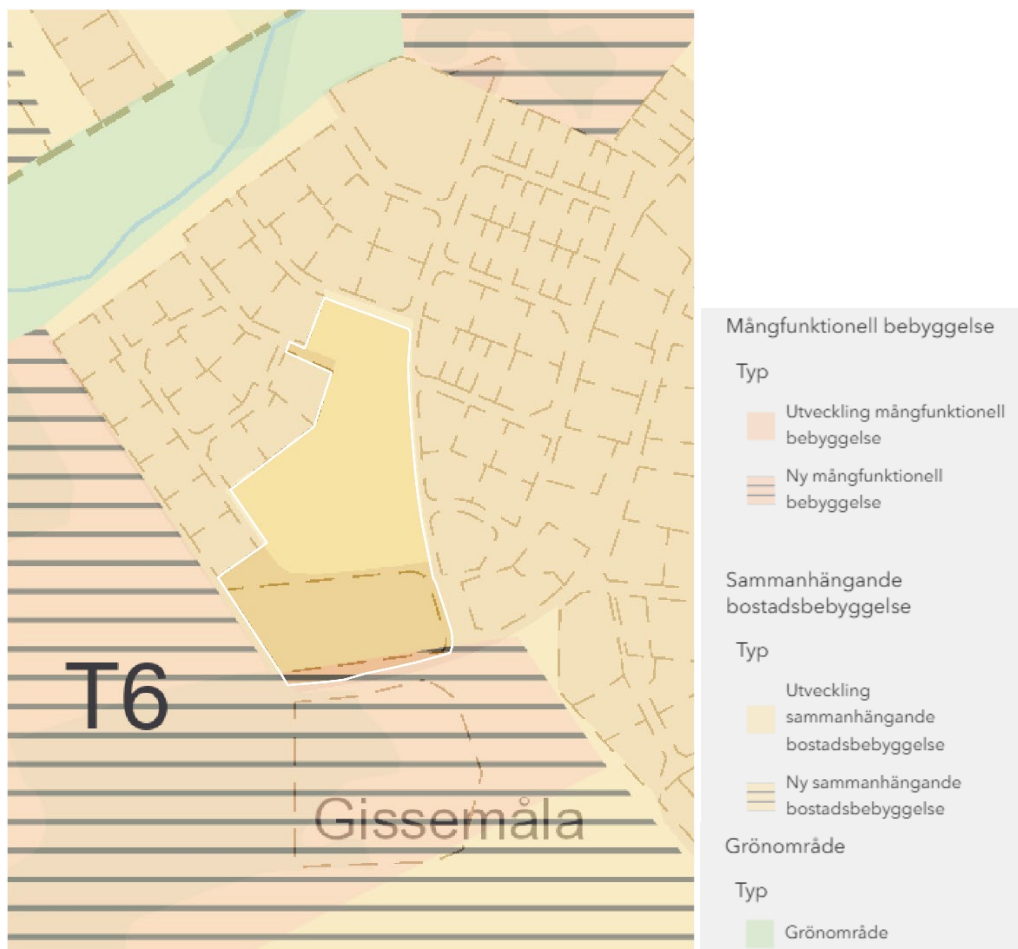 T6
Gissemåla
Mångfunktionell bebyggelse
Typ
Utveckling mångfunktionell
bebyggelse
Ny mångfunktionell
bebyggelse
Sammanhängande
bostadsbebyggelse
Typ
Utveckling
sammanhängande
bostadsbebyggelse
Ny sammanhängande
bostadsbebyggelse
Grönområde
Typ
Grönområde